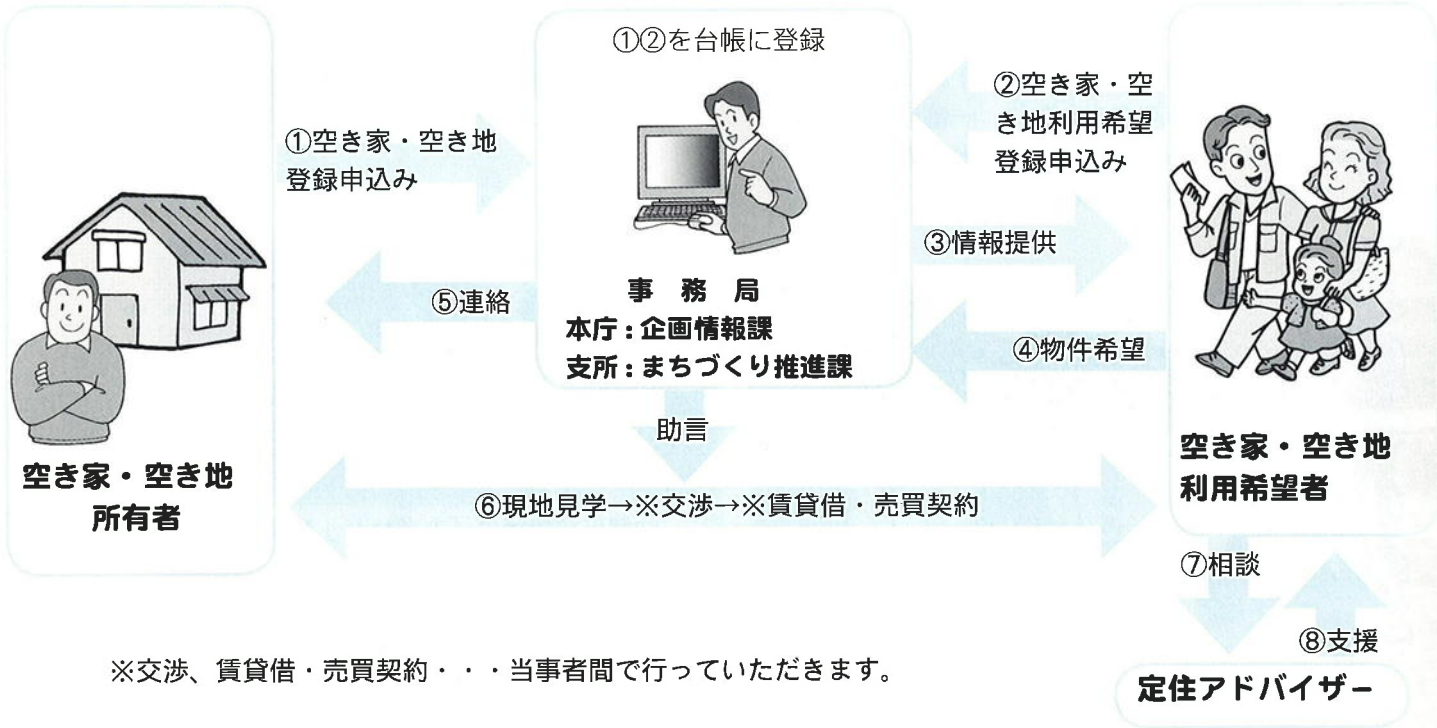 ①②を台帳に登録
①空き家・空き地
登録申込み
②空き家・空
き地利用希望
登録申込み
③情報提供
事 務 局
本庁:企画情報課
支所:まちづくり推進課
⑤連絡
④物件希望
助言
空き家・空き地
所有者
空き家・空き地
利用希望者
⑥現地見学→※交渉→※賃貸借・売買契約
⑦相談
⑧支援
定住アドバイザー
※交渉、賃貸借・売買契約・・・当事者間で行っていただきます。